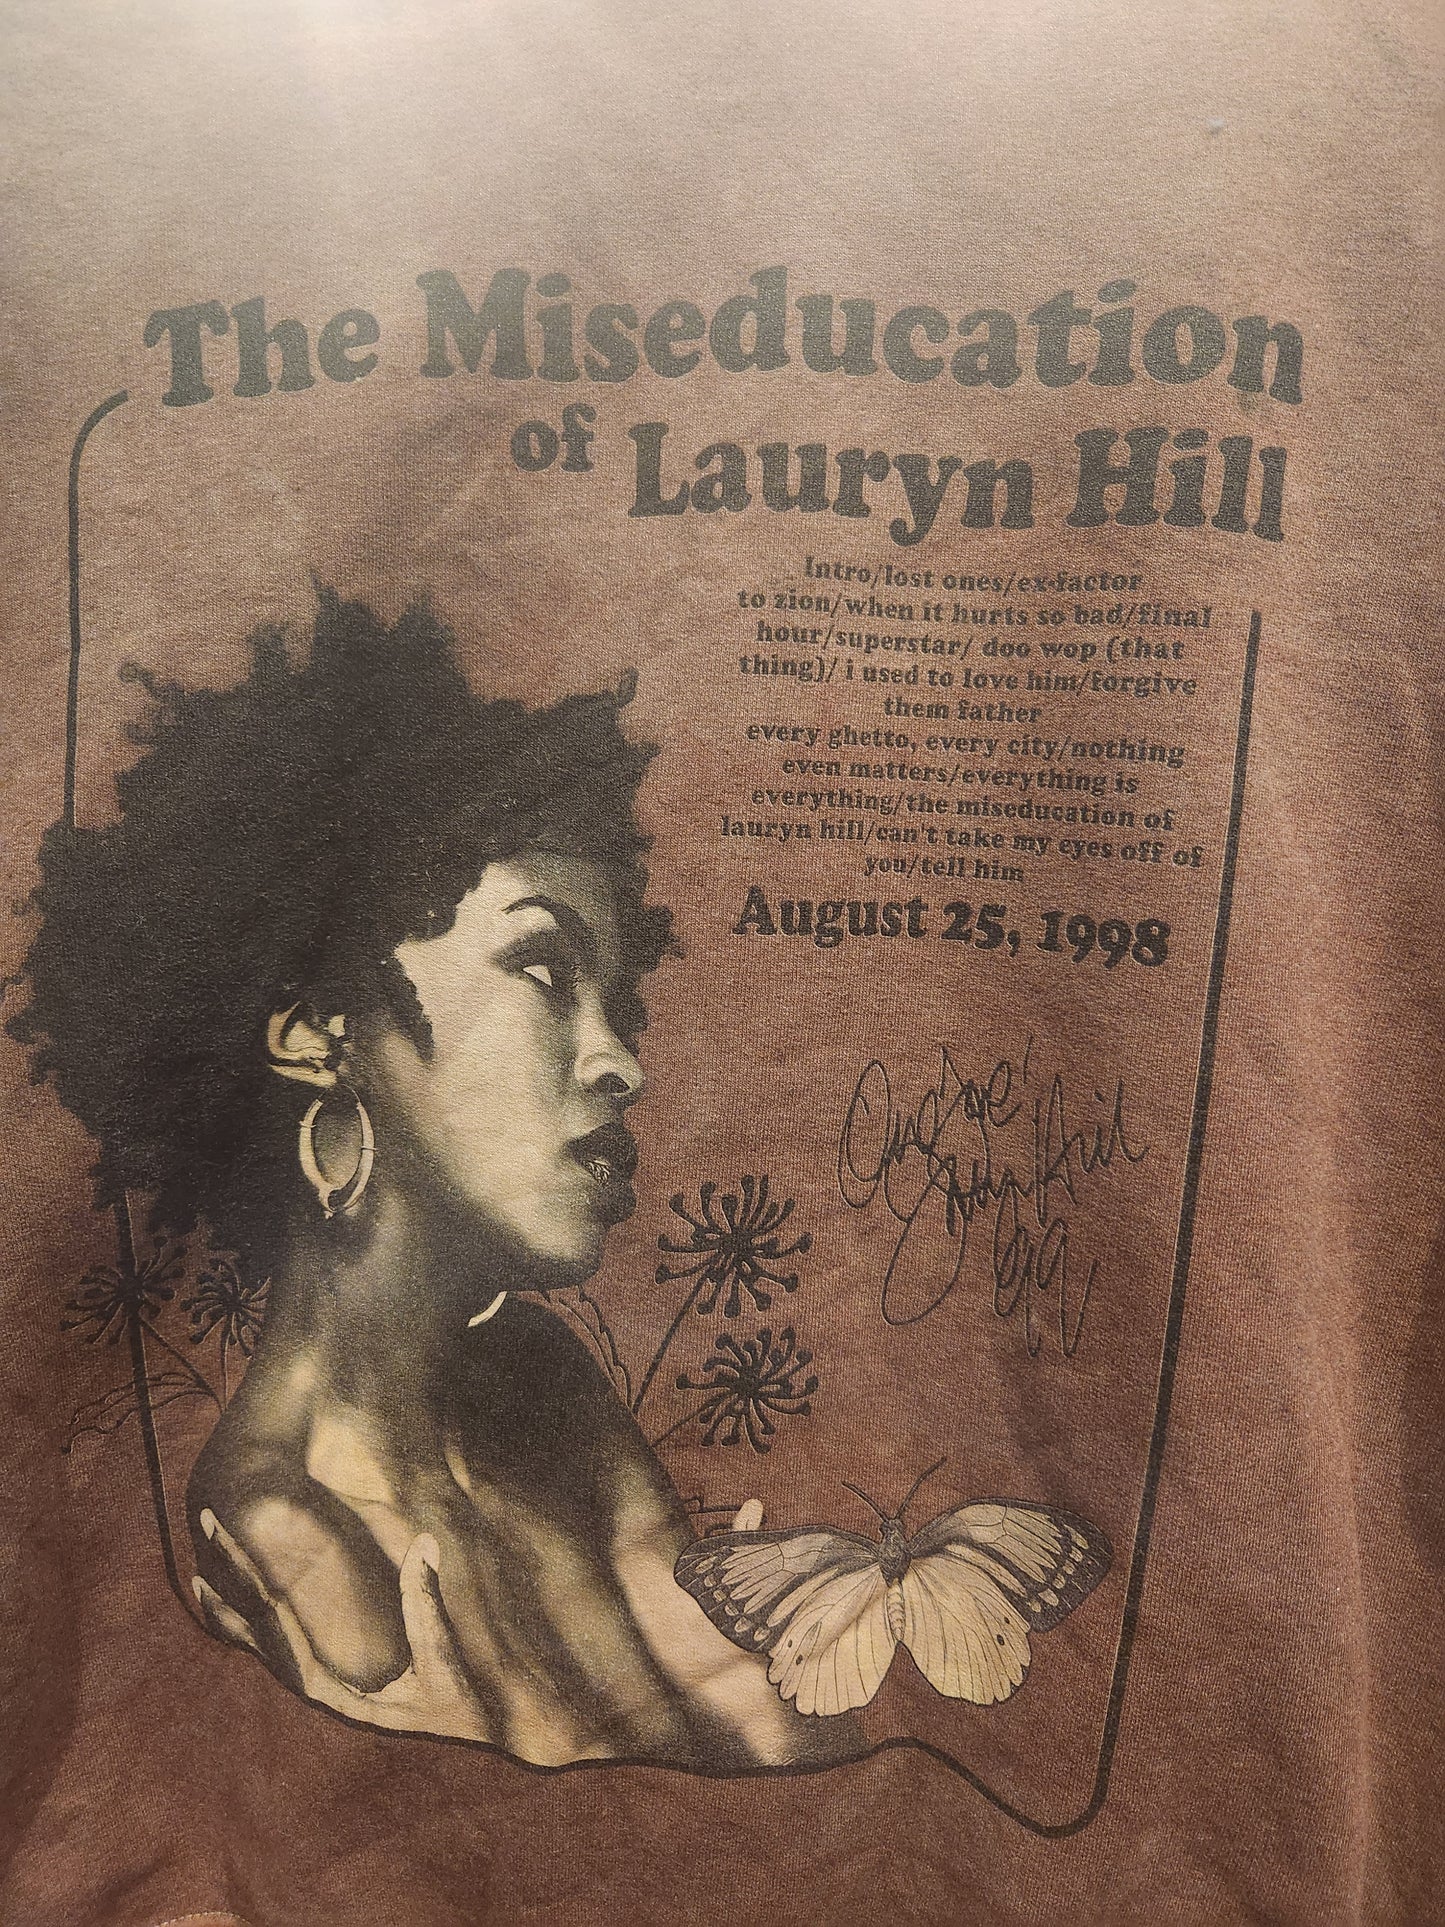 The Miseducation
of Lauryn Hill
Intro/lost ones/ex-factor
to zion/when it hurts so bad/final
hour/superstar/ doo wop (that
thing)/ i used to love him/forgive
them father
every ghetto, every city/nothing
even matters/everything is
everything/the miseducation of
lauryn hill/can't take my eyes off of
you/tell him
August 25, 1998
Hill